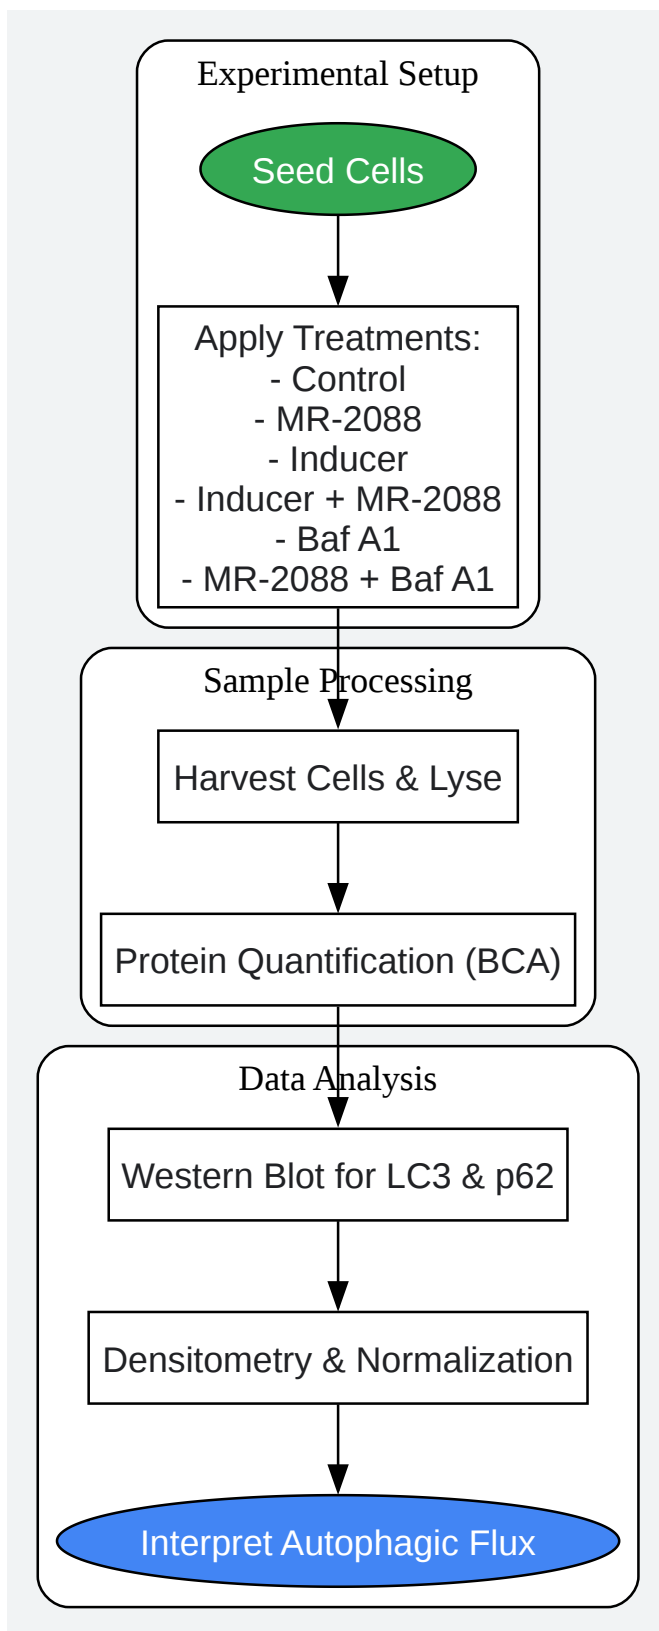 Experimental Setup
Seed Cells
Apply Treatments:
- Control
- MR-2088
- Inducer
- Inducer + MR-2088
- Baf A1
- MR-2088 + Baf A1
Sample Processing
Harvest Cells & Lyse
Protein Quantification (BCA)
Data Analysis
Western Blot for LC3 & p62
Densitometry & Normalization
Interpret Autophagic Flux